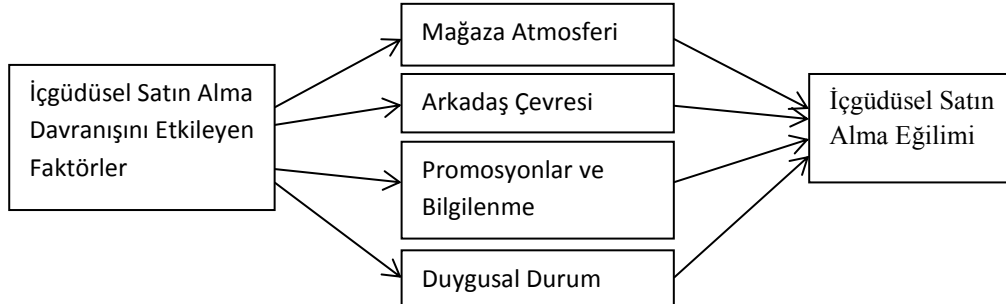 İçgüdüsel Satın Alma
Davranışını Etkileyen
Faktörler
Mağaza Atmosferi
Arkadaş Çevresi
Promosyonlar ve
Bilgilenme
Duygusal Durum
İçgüdüsel Satın
Alma Eğilimi